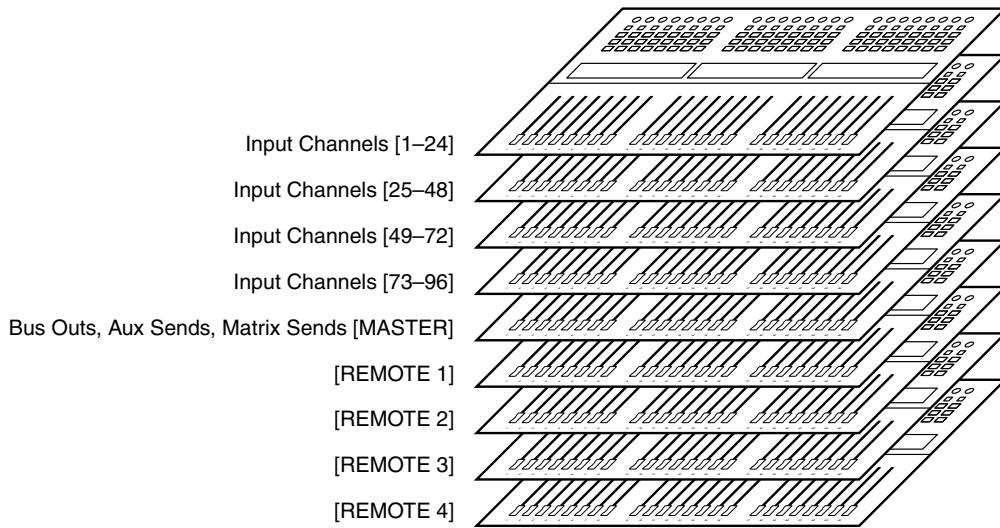 Input Channels [1–24]
Input Channels [25–48]
Input Channels [49–72]
Input Channels [73–96]
Bus Outs, Aux Sends, Matrix Sends [MASTER]
[REMOTE 1]
[REMOTE 2]
[REMOTE 3]
[REMOTE 4]